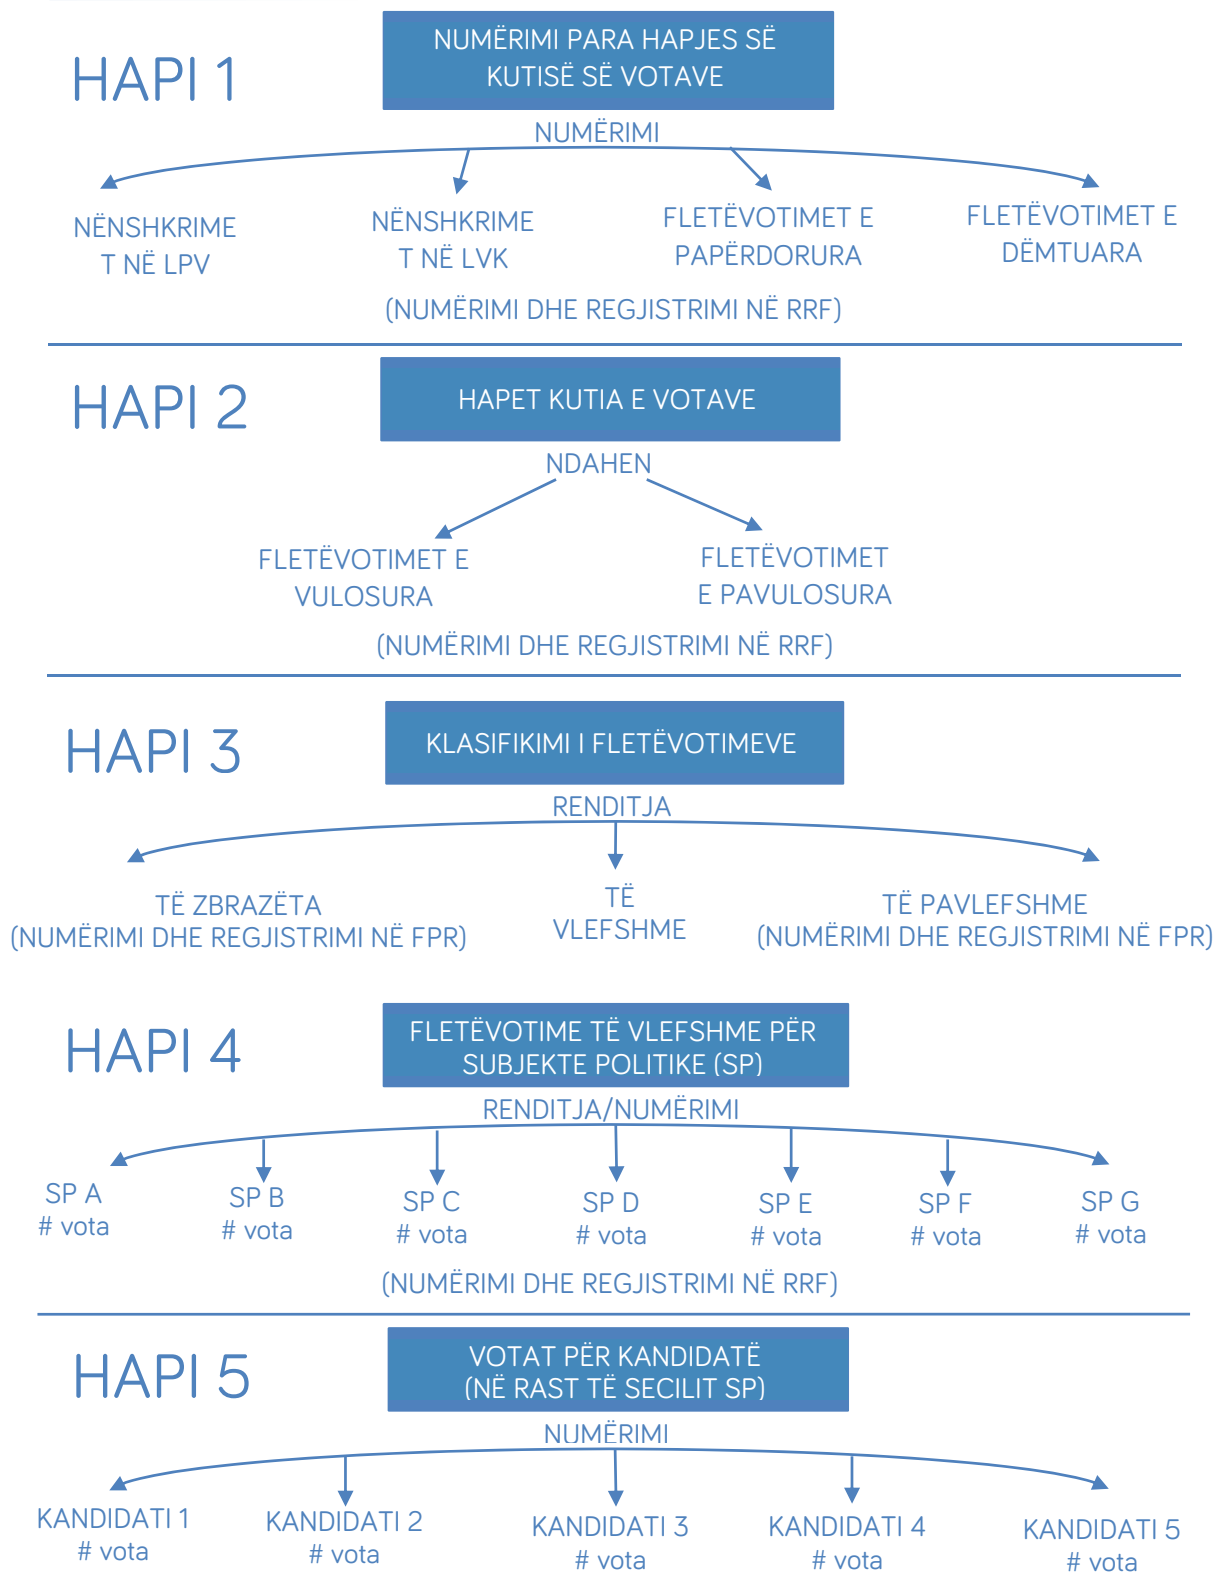 HAPI 1
NUMËRIMI PARA HAPJES SË
KUTISË SË VOTAVE
NUMËRIMI
NËNSHKRIME
T NË LPV
NËNSHKRIME
T NË LVK
FLETËVOTIMET E
PAPËRDORURA
FLETËVOTIMET E
DËMTUARA
(NUMËRIMI DHE REGJISTRIMI NË RRF)
HAPI 2
HAPET KUTIA E VOTAVE
NDAHEN
FLETËVOTIMET E
VULOSURA
FLETËVOTIMET
E PAVULOSURA
(NUMËRIMI DHE REGJISTRIMI NË RRF)
HAPI 3
KLASIFIKIMI I FLETËVOTIMEVE
RENDITJA
TË ZBRAZËTA
(NUMËRIMI DHE REGJISTRIMI NË FPR)
TË
VLEFSHME
TË PAVLEFSHME
(NUMËRIMI DHE REGJISTRIMI NË FPR)
HAPI 4
FLETËVOTIME TË VLEFSHME PËR
SUBJEKTE POLITIKE (SP)
RENDITJA/NUMËRIMI
SP A
# vota
SP B
# vota
SP C
# vota
SP D
# vota
SP E
# vota
SP F
# vota
SP G
# vota
(NUMËRIMI DHE REGJISTRIMI NË RRF)
HAPI 5
VOTAT PËR KANDIDATË
(NË RAST TË SECILIT SP)
NUMËRIMI
KANDIDATI 1
# vota
KANDIDATI 2
# vota
KANDIDATI 3
# vota
KANDIDATI 4
# vota
KANDIDATI 5
# vota